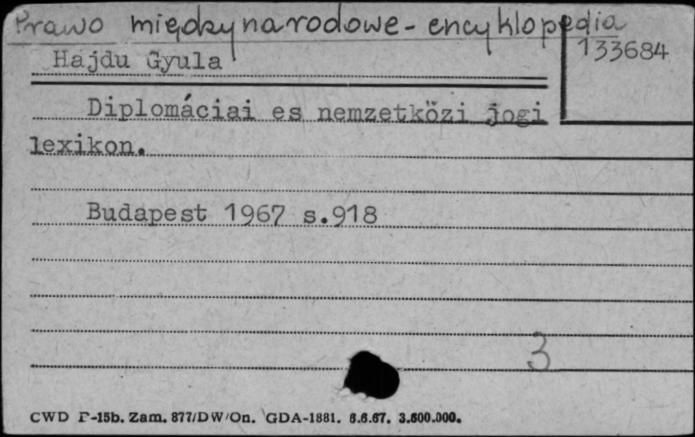 Prawo międzynarodowe - encyklopedia
133684
Hajdu Gyula
Diplomáciai es nemzetközi jogi
lexikon.
Budapest 1967 s.918
3
CWD P-15b. Zam. 877/DW/On. GDA-1881. 6.6.67. 3.600.000.